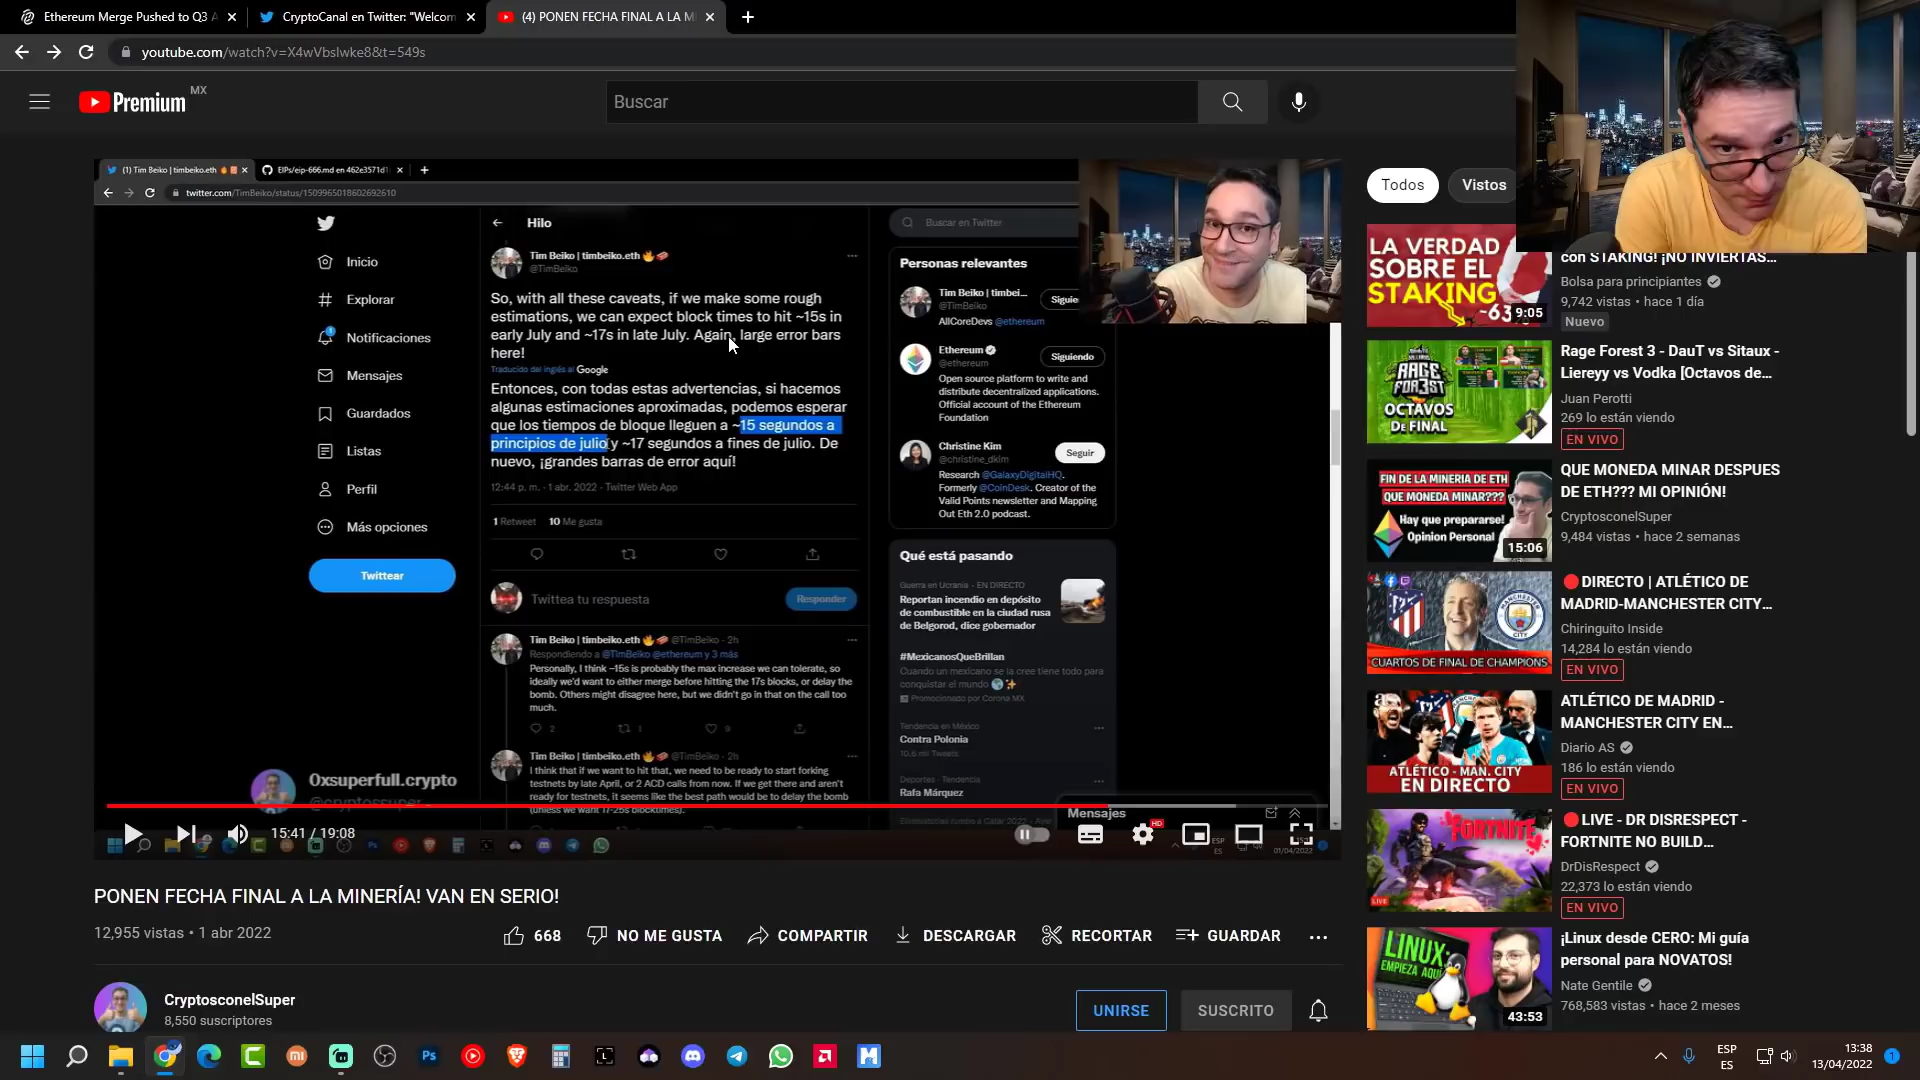 Ethereum Merge Pushed to Q3 A
CryptoCanal en Twitter: "Welcom
(4) PONEN FECHA FINAL A LA M
youtube.com/watch?v=X4wVbslwke8&t=549s
Premium
MX
Buscar
(1) Tim Beiko | timbeiko.eth
EIPs/eip-666.md en 462e3571d1
twitter.com/TimBeiko/status/1509965018602692610
Inicio
Explorar
Notificaciones
Mensajes
Guardados
Listas
Perfil
Más opciones
Twittear
0xsuperfull.crypto
Hilo
Tim Beiko | timbeiko.eth
@TimBeiko
So, with all these caveats, if we make some rough
estimations, we can expect block times to hit ~15s in
early July and ~17s in late July. Again, large error bars
here!
Traducido del inglés al Google
Entonces, con todas estas advertencias, si hacemos
algunas estimaciones aproximadas, podemos esperar
que los tiempos de bloque lleguen a ~15 segundos a
principios de julio y ~17 segundos a fines de julio. De
nuevo, ¡grandes barras de error aquí!
12:44 p. m. · 1 abr. 2022 · Twitter Web App
1 Retweet 10 Me gusta
Twittea tu respuesta
Responder
Tim Beiko | timbeiko.eth @TimBeiko · 2h
Respondiendo a @TimBeiko @ethereum y 3 más
Personally, I think ~15s is probably the max increase we can tolerate, so
ideally we'd want to either merge before hitting the 17s blocks, or delay the
bomb. Others might disagree here, but we didn't go in that on the call too
much.
2 1 9
Tim Beiko | timbeiko.eth @TimBeiko · 2h
I think that if we want to hit that, we need to be ready to start forking
testnets by late April, or 2 ACD calls from now. If we get there and aren't
ready for testnets, it seems like the best path would be to delay the bomb
(unless we want 17-25s blocktimes).
Buscar en Twitter
Personas relevantes
Tim Beiko | timbei...
@TimBeiko
Siguie
AllCoreDevs @ethereum
Ethereum
@ethereum
Siguiendo
Open source platform to write and
distribute decentralized applications.
Official account of the Ethereum
Foundation
Christine Kim
@christine_dkim
Seguir
Research @GalaxyDigitalHQ.
Formerly @CoinDesk. Creator of the
Valid Points newsletter and Mapping
Out Eth 2.0 podcast.
Qué está pasando
Guerra en Ucrania · EN DIRECTO
Reportan incendio en depósito
de combustible en la ciudad rusa
de Belgorod, dice gobernador
#MexicanosQueBrillan
Cuando un mexicano se la cree tiene todo para
conquistar el mundo
Promocionado por Corona MX
Tendencia en México
Contra Polonia
10.6 mil Tweets
Deportes · Tendencia
Rafa Márquez
Mensajes
15:41 / 19:08
HD
ESP
ES
01/04/2022
PONEN FECHA FINAL A LA MINERÍA! VAN EN SERIO!
12,955 vistas • 1 abr 2022
668
NO ME GUSTA
COMPARTIR
DESCARGAR
RECORTAR
GUARDAR
CryptosconelSuper
8,550 suscriptores
UNIRSE
SUSCRITO
Todos
Vistos
LA VERDAD
SOBRE EL
STAKING
~63
9:05
con STAKING! ¡NO INVIERTAS...
Bolsa para principiantes
9,742 vistas • hace 1 día
Nuevo
RAGE
FOREST
OCTAVOS
DE FINAL
Rage Forest 3 - DauT vs Sitaux -
Liereyy vs Vodka [Octavos de...
Juan Perotti
269 lo están viendo
EN VIVO
FIN DE LA MINERIA DE ETH
QUE MONEDA MINAR???
Hay que prepararse!
Opinion Personal
15:06
QUE MONEDA MINAR DESPUES
DE ETH??? MI OPINIÓN!
CryptosconelSuper
9,484 vistas • hace 2 semanas
CUARTOS DE FINAL DE CHAMPIONS
DIRECTO | ATLÉTICO DE
MADRID-MANCHESTER CITY...
Chiringuito Inside
14,284 lo están viendo
EN VIVO
ATLÉTICO - MAN. CITY
EN DIRECTO
ATLÉTICO DE MADRID -
MANCHESTER CITY EN...
Diario AS
186 lo están viendo
EN VIVO
FORTNITE
LIVE
LIVE - DR DISRESPECT -
FORTNITE NO BUILD...
DrDisRespect
22,373 lo están viendo
EN VIVO
LINUX
EMPIEZA AQUÍ
43:53
¡Linux desde CERO: Mi guía
personal para NOVATOS!
Nate Gentile
768,583 vistas • hace 2 meses
ESP
ES
13:38
13/04/2022
1